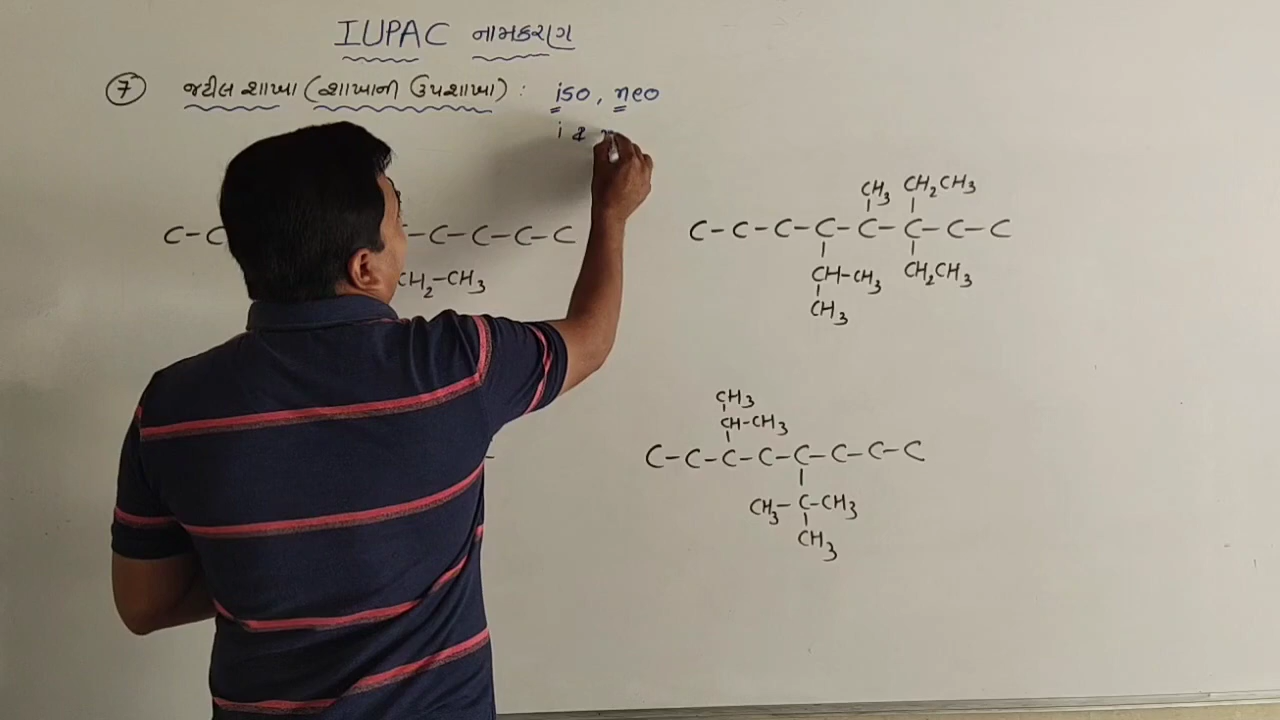 IUPAC નામકરણ
7 જટીલ શાખા (શાખાની ઉપશાખા) : iso, neo
i &
CH3 CH2CH3
C-C-C-C-C-C-C-C
CH-CH3 CH2CH3
CH3
C-C
C-C-C-C
CH2-CH3
CH3
CH-CH3
C-C-C-C-C-C-C-C
CH3-C-CH3
CH3